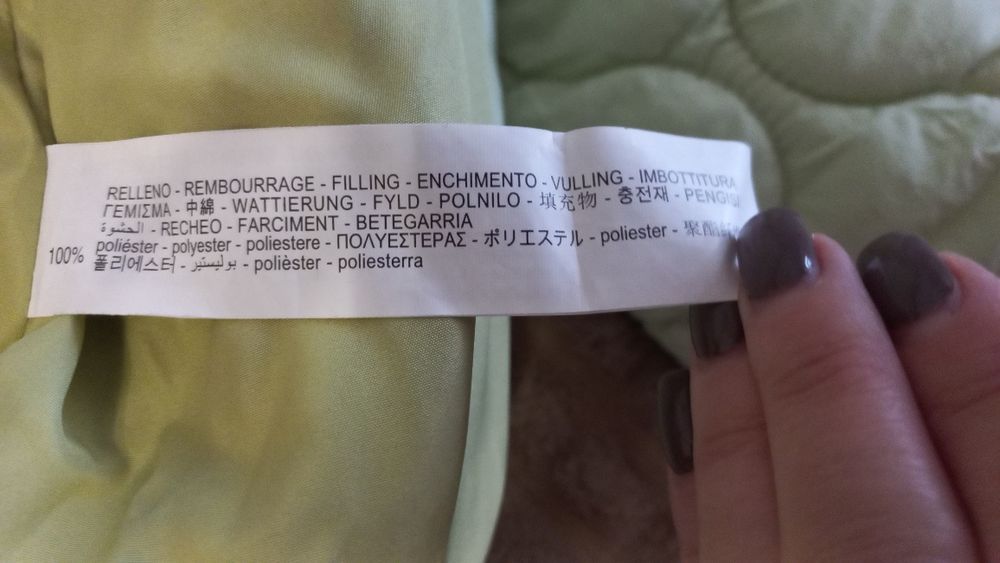 RELLENO - REMBOURRAGE - FILLING - ENCHIMENTO - VULLING - IMBOTTITURA
ΓΕΜΙΣΜΑ - 中綿 - WATTIERUNG - FYLD - POLNILO - 填充物 - 충전재 -
الحشوة - RECHEO - FARCIMENT - BETEGARRIA
100% poliéster - polyester - poliestere - ΠΟΛΥΕΣΤΕΡΑΣ - ポリエステル - poliester -
폴리에스터 - بوليستير - polièster - poliesterra